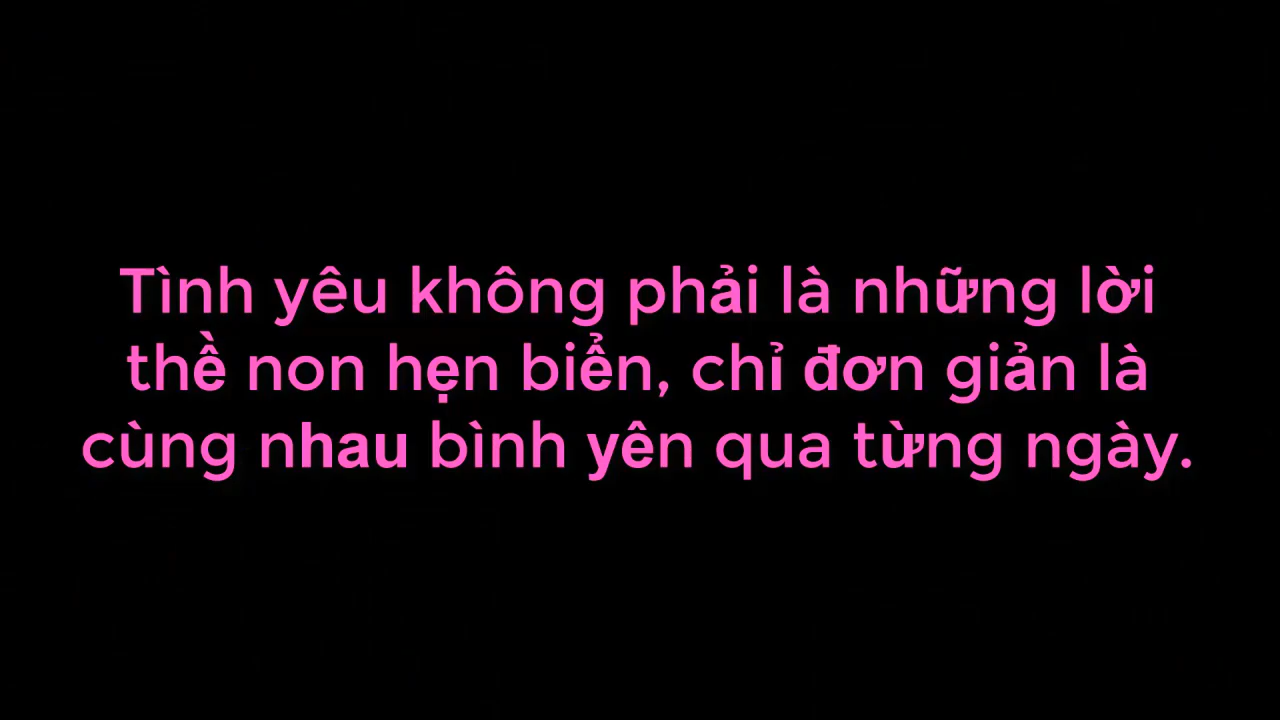 Tình yêu không phải là những lời
thề non hẹn biển, chỉ đơn giản là
cùng nhau bình yên qua từng ngày.